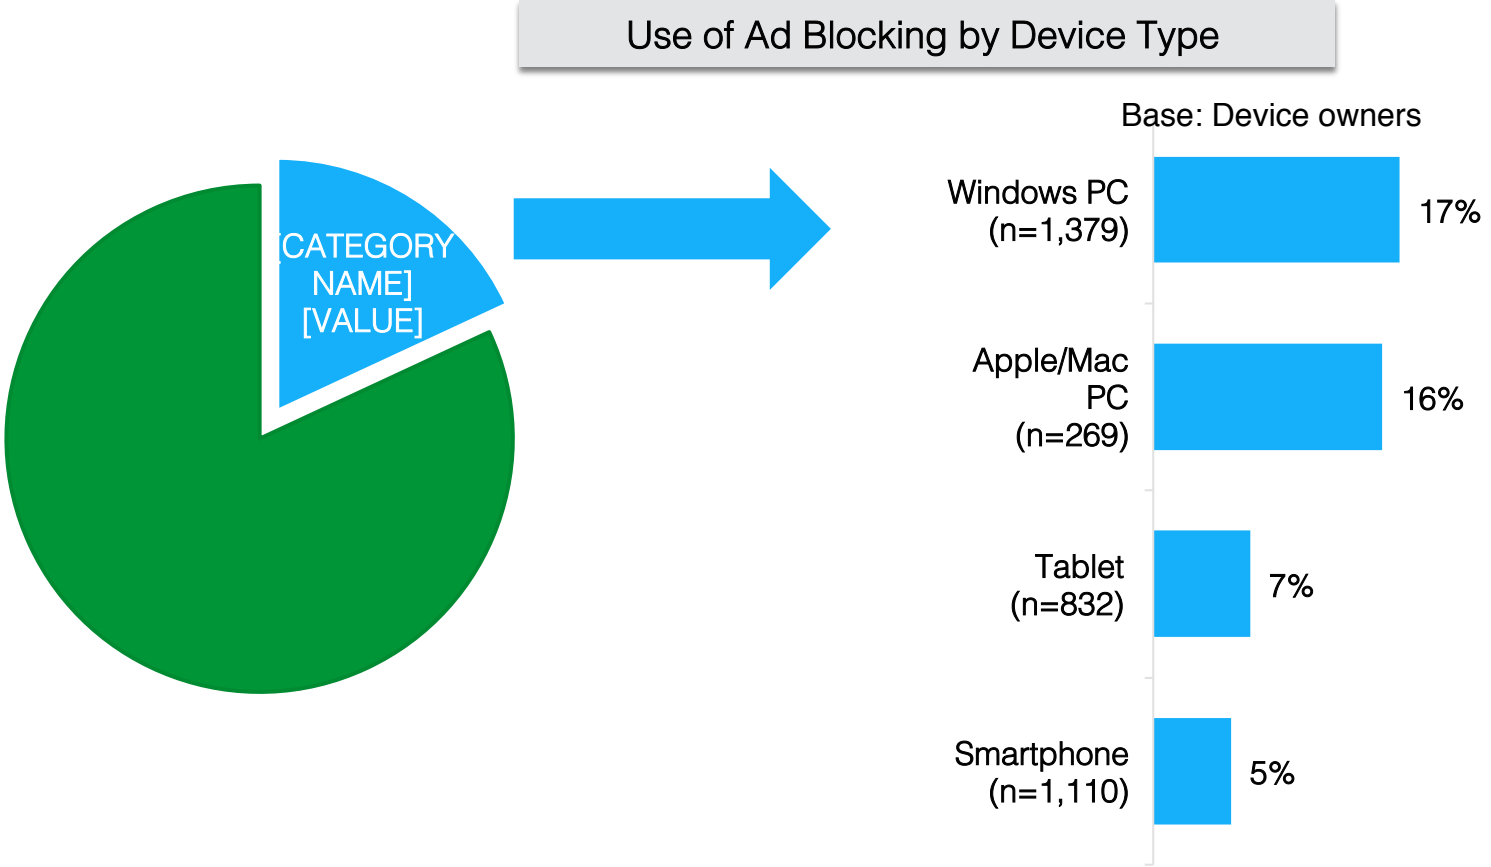 Use of Ad Blocking by Device Type
Base: Device owners
[CATEGORY
NAME]
[VALUE]
Windows PC
(n=1,379)
17%
Apple/Mac
PC
(n=269)
16%
Tablet
(n=832)
7%
Smartphone
(n=1,110)
5%